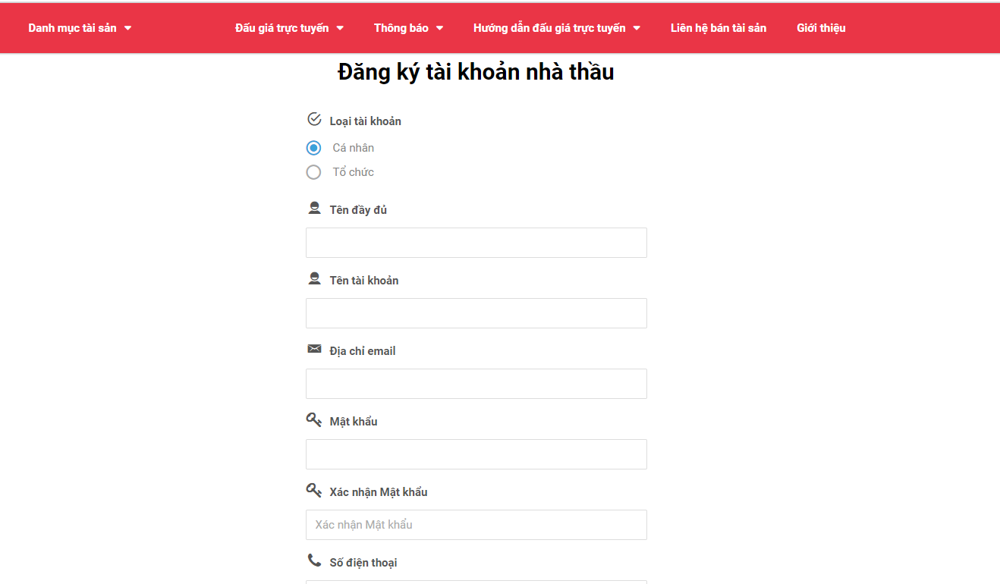 Danh mục tài sản Đấu giá trực tuyến Thông báo Hướng dẫn đấu giá trực tuyến Liên hệ bán tài sản Giới thiệu
Đăng ký tài khoản nhà thầu
Loại tài khoản
Cá nhân
Tổ chức
Tên đầy đủ
Tên tài khoản
Địa chỉ email
Mật khẩu
Xác nhận Mật khẩu
Xác nhận Mật khẩu
Số điện thoại